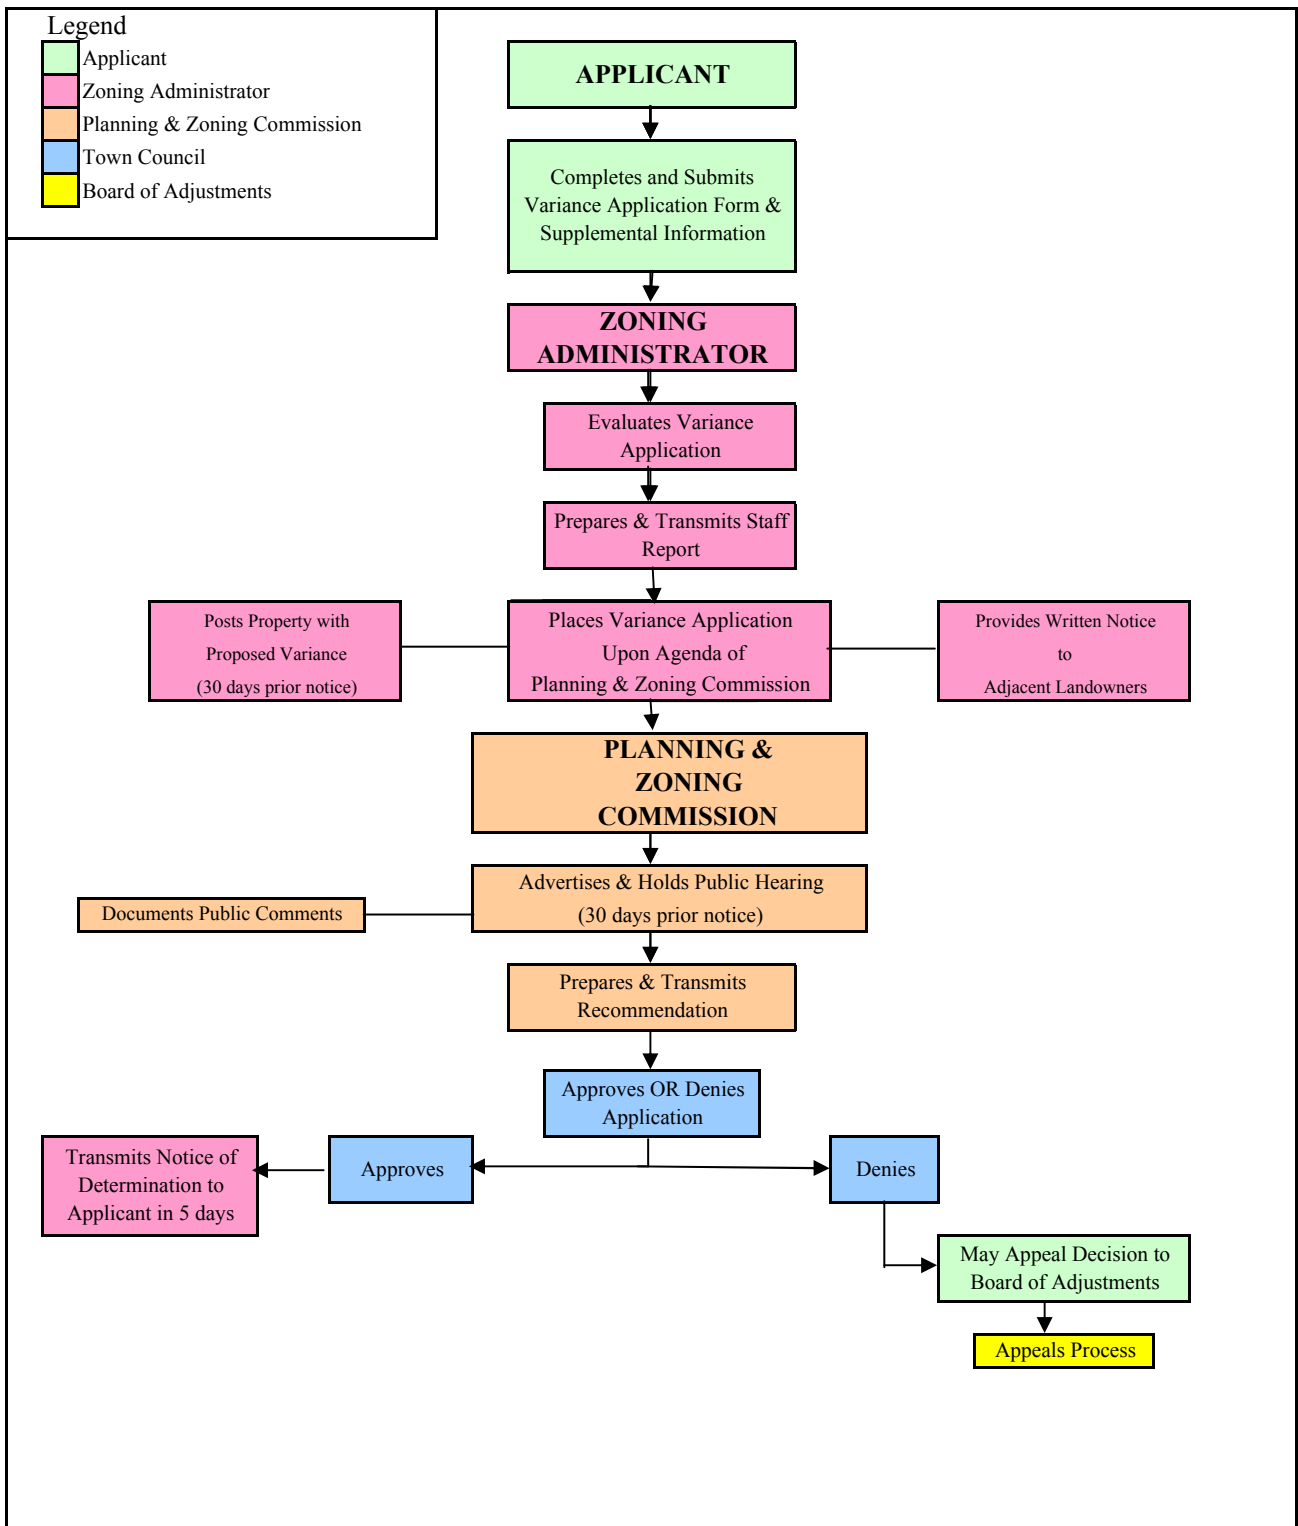 Legend
Applicant
Zoning Administrator
Planning & Zoning Commission
Town Council
Board of Adjustments
APPLICANT
Completes and Submits
Variance Application Form &
Supplemental Information
ZONING
ADMINISTRATOR
Evaluates Variance
Application
Prepares & Transmits Staff
Report
Posts Property with
Proposed Variance
(30 days prior notice)
Places Variance Application
Upon Agenda of
Planning & Zoning Commission
Provides Written Notice
to
Adjacent Landowners
PLANNING &
ZONING
COMMISSION
Advertises & Holds Public Hearing
(30 days prior notice)
Documents Public Comments
Prepares & Transmits
Recommendation
Approves OR Denies
Application
Transmits Notice of
Determination to
Applicant in 5 days
Approves
Denies
May Appeal Decision to
Board of Adjustments
Appeals Process